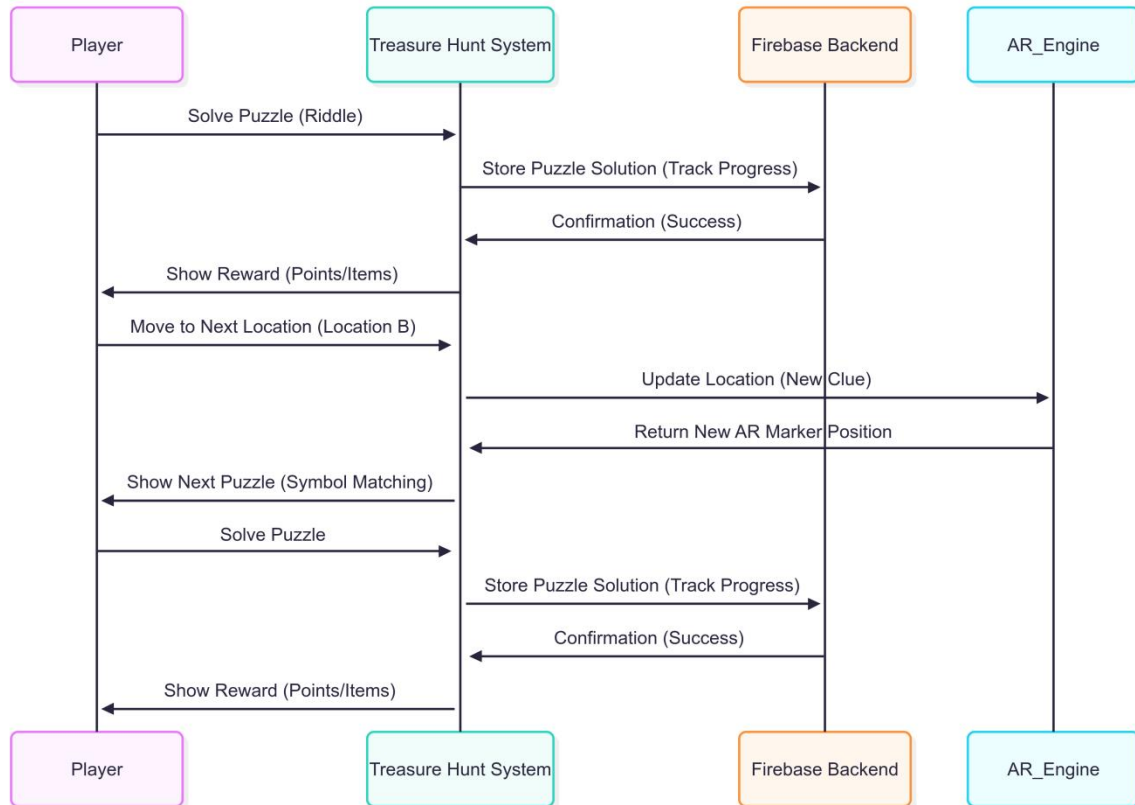 Player
Treasure Hunt System
Firebase Backend
AR_Engine
Solve Puzzle (Riddle)
Store Puzzle Solution (Track Progress)
Confirmation (Success)
Show Reward (Points/Items)
Move to Next Location (Location B)
Update Location (New Clue)
Return New AR Marker Position
Show Next Puzzle (Symbol Matching)
Solve Puzzle
Store Puzzle Solution (Track Progress)
Confirmation (Success)
Show Reward (Points/Items)
Player
Treasure Hunt System
Firebase Backend
AR_Engine